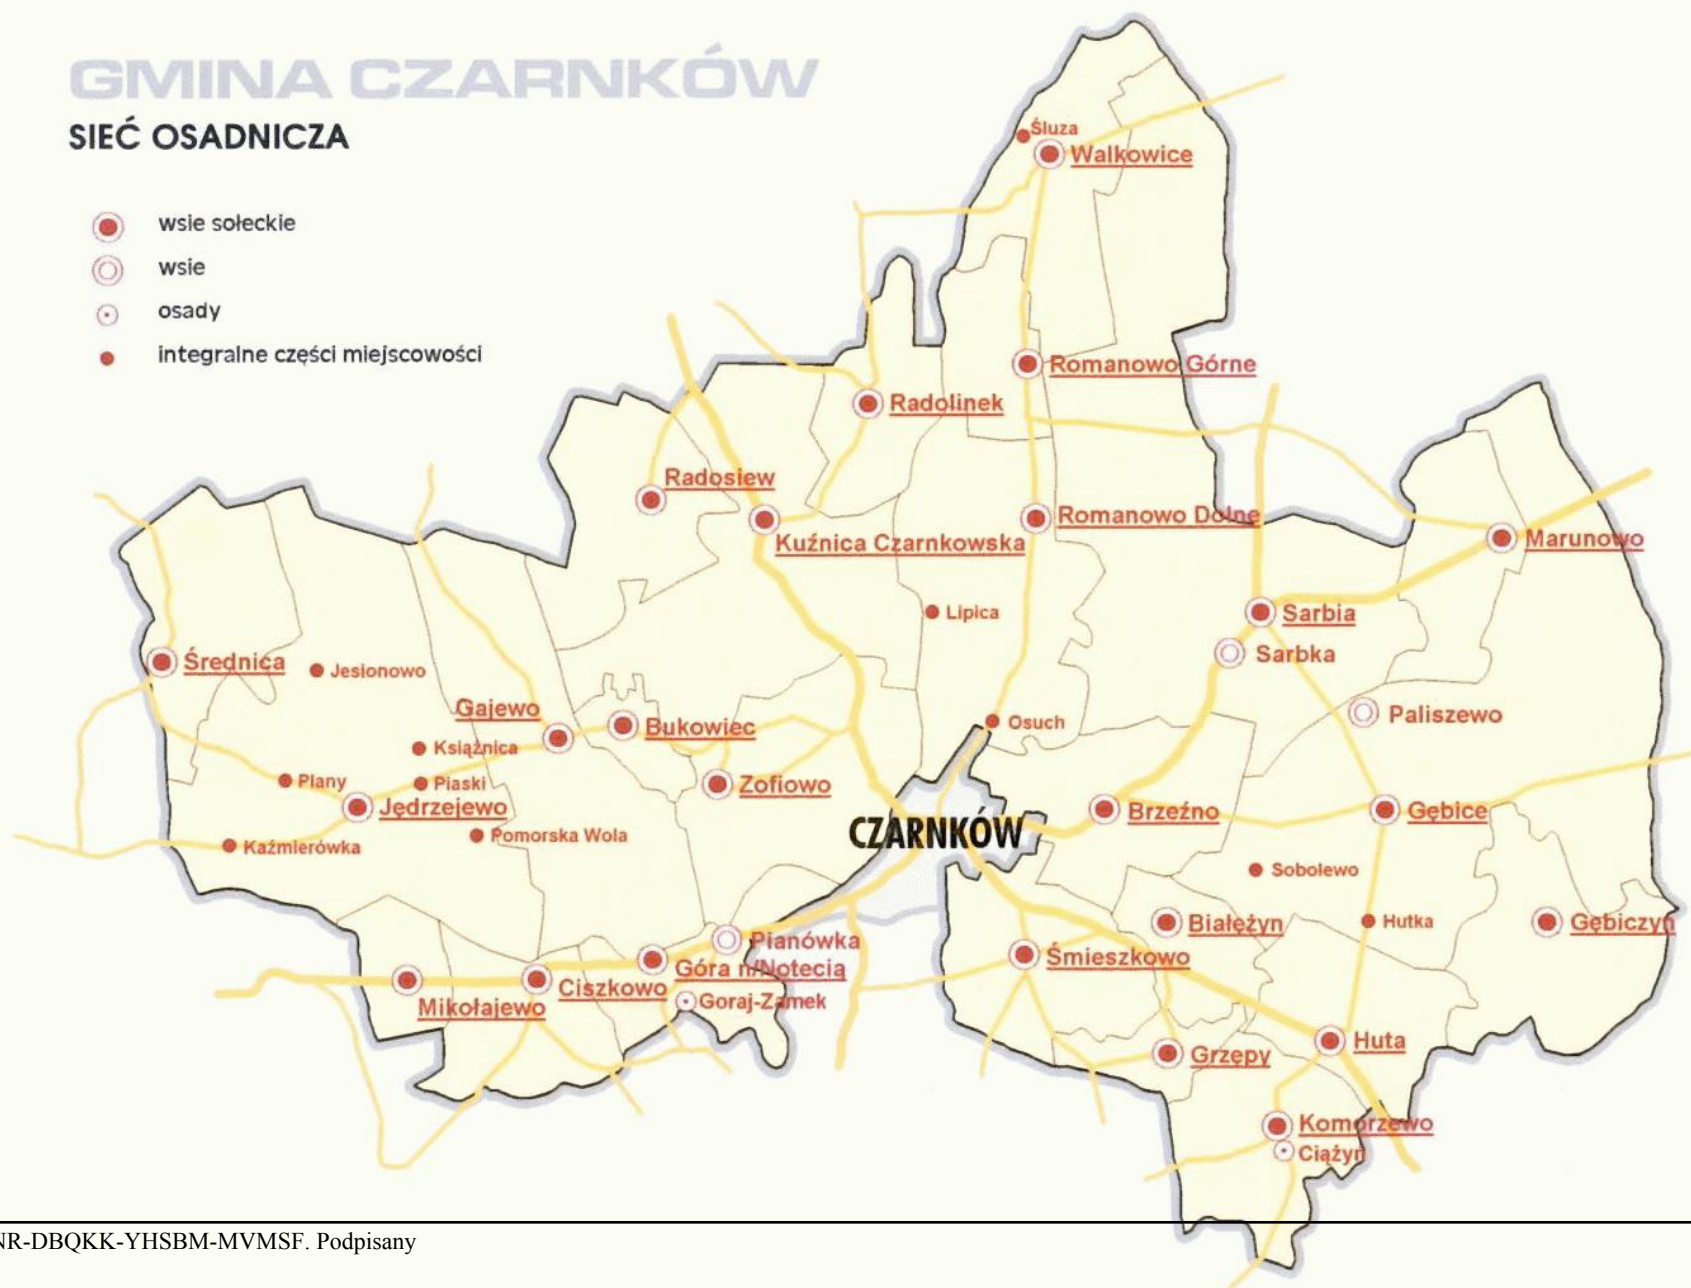 GMINA CZARNKÓW
SIEĆ OSADNICZA
wsie sołeckie
wsie
osady
integralne części miejscowości
Śluza
Walkowice
Romanowo Górne
Radolinek
Radosiew
Romanowo Dolne
Kuźnica Czarnkowska
Marunowo
Lipica
Sarbia
Sarbka
Średnica
Jesionowo
Gajewo
Bukowiec
Osuch
Paliszewo
Książnica
Plany
Piaski
Zofiowo
Jędrzejewo
Brzeźno
Gębice
CZARNKÓW
Pomorska Wola
Kaźmierówka
Sobolewo
Białężyn
Hutka
Gębiczyn
Pianówka
Śmieszkowo
Góra n/Notecią
Ciszkowo
Mikołajewo
Goraj-Zamek
Huta
Grzępy
Komorzewo
Ciążyn
NR-DBQKK-YHSBM-MVMSF. Podpisany